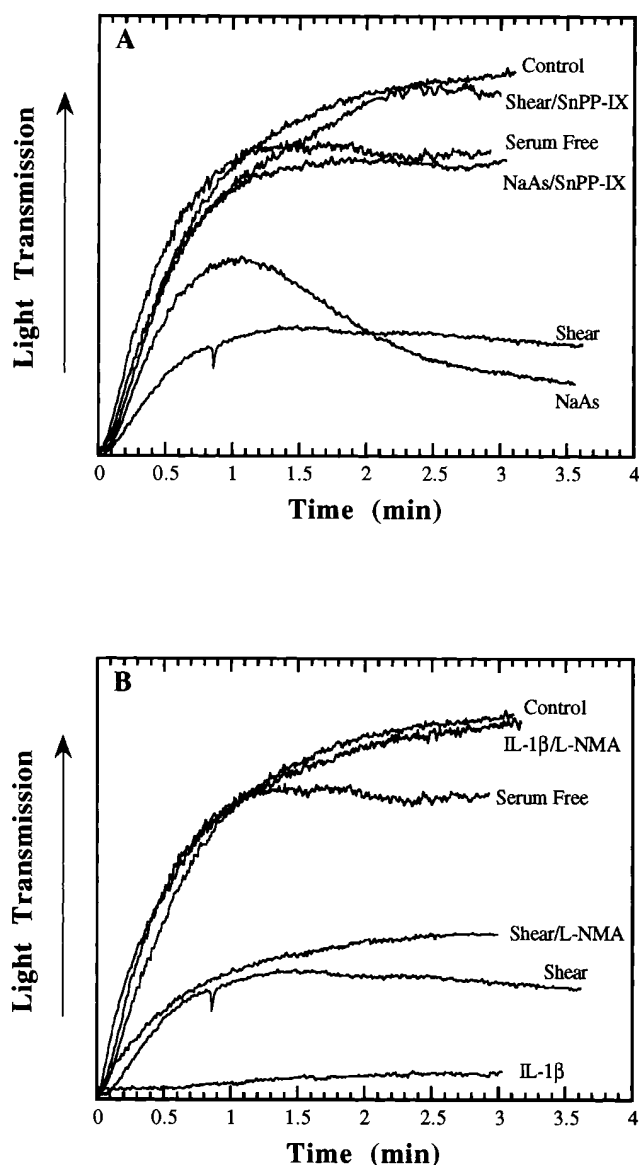 A
Control
Shear/SnPP-IX
Serum Free
NaAs/SnPP-IX
Shear
NaAs
Light Transmission
0 0.5 1 1.5 2 2.5 3 3.5 4
Time (min)
B
Control
IL-1β/L-NMA
Serum Free
Shear/L-NMA
Shear
IL-1β
Light Transmission
0 0.5 1 1.5 2 2.5 3 3.5 4
Time (min)